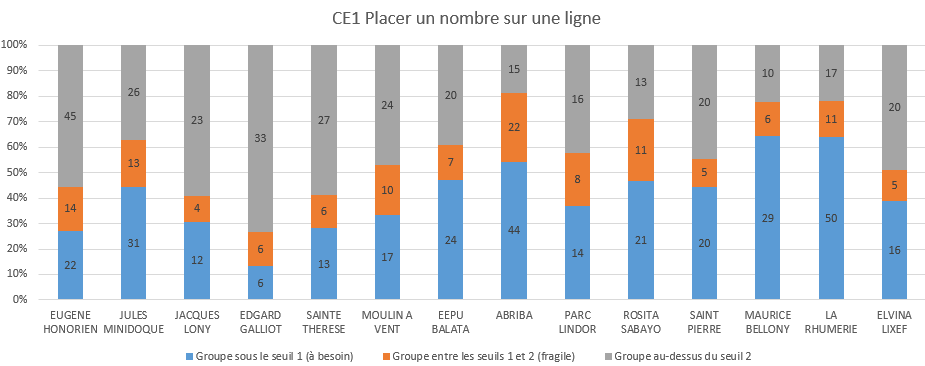 CE1 Placer un nombre sur une ligne
100%
90%
80%
70%
60%
50%
40%
30%
20%
10%
0%
45 26 23 33 27 24 20 15 16 13 20 10 17 20
14 13 4 6 6 10 7 22 8 11 5 6 11 5
22 31 12 6 13 17 24 44 14 21 20 29 50 16
EUGENE JULES JACQUES EDGARD SAINTE MOULIN A EEPU ABRIBA PARC ROSITA SAINT MAURICE LA ELVINA
HONORIEN MINIDOQUE LONY GALLIOT THERESE VENT BALATA LINDOR SABAYO PIERRE BELLONY RHUMERIE LIXEF
Groupe sous le seuil 1 (à besoin) Groupe entre les seuils 1 et 2 (fragile) Groupe au-dessus du seuil 2